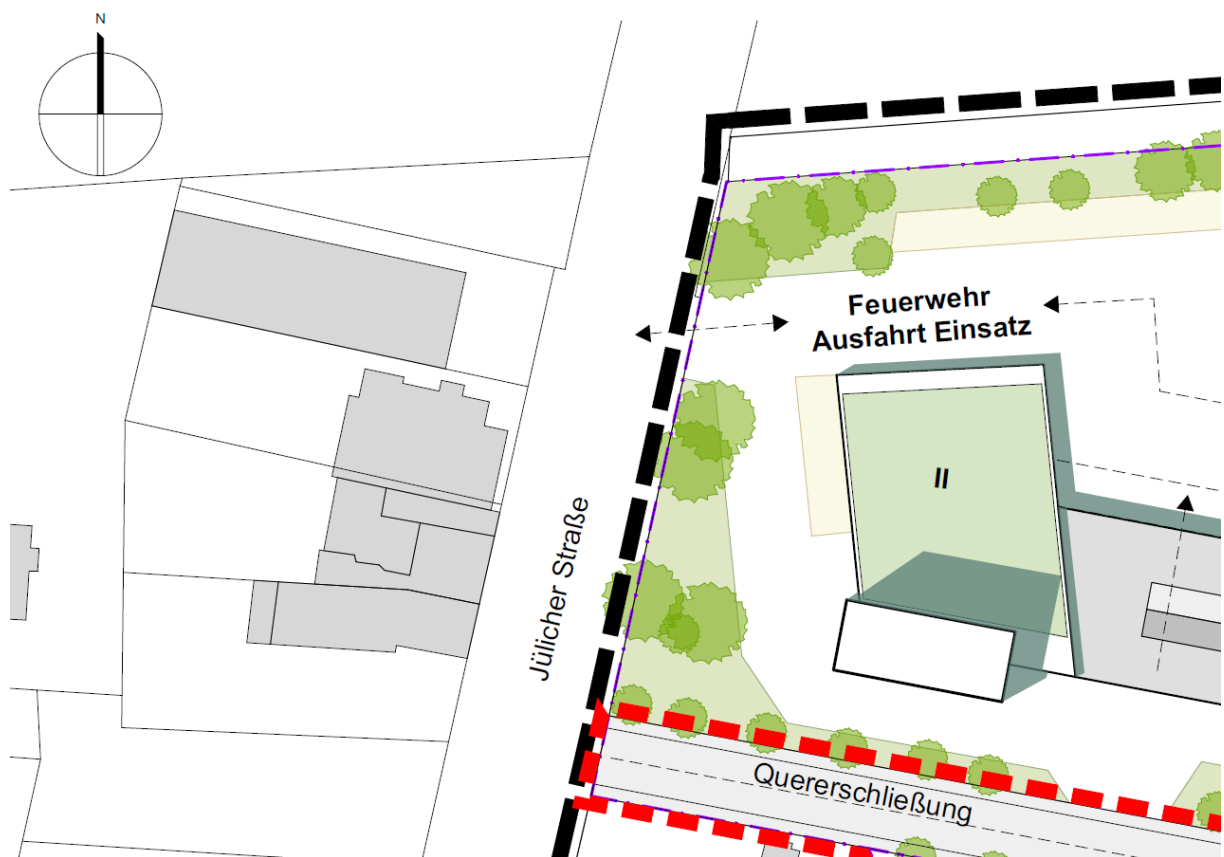 N
Feuerwehr
Ausfahrt Einsatz
II
Jülicher Straße
Quererschließung